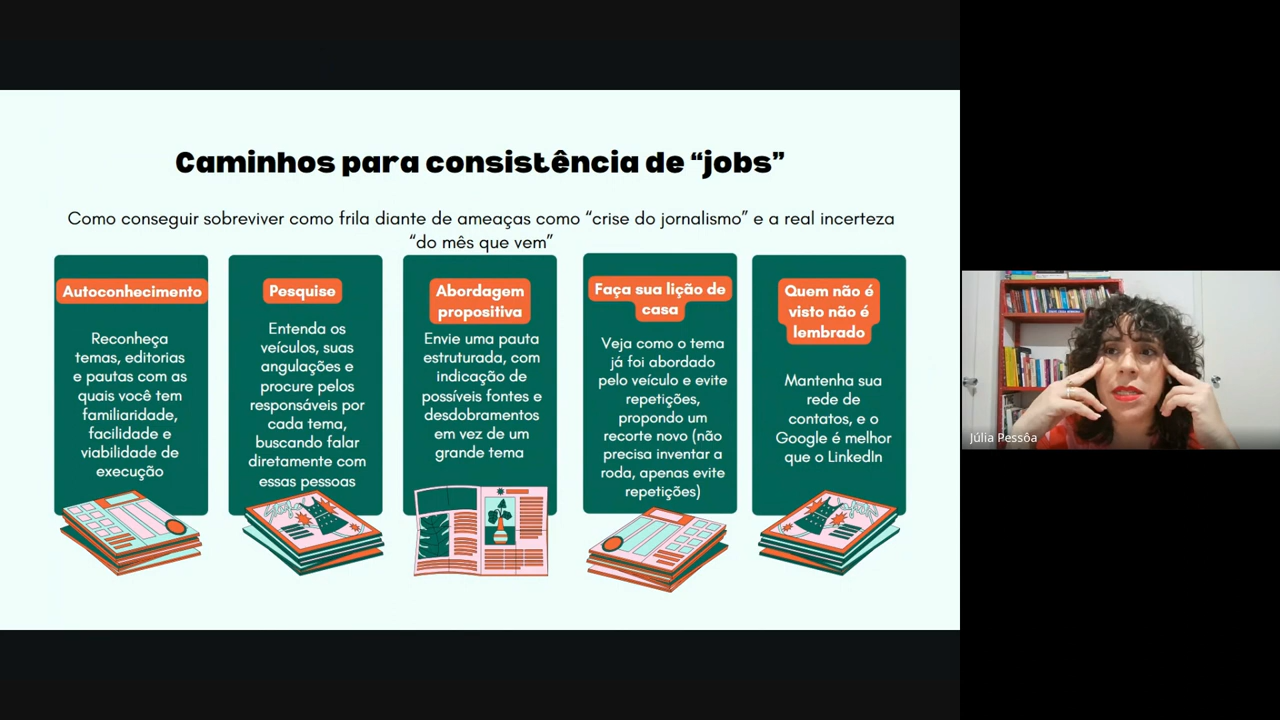 Caminhos para consistência de “jobs”
Como conseguir sobreviver como frila diante de ameaças como “crise do jornalismo” e a real incerteza
“do mês que vem”
Autoconhecimento
Reconheça
temas, editorias
e pautas com as
quais você tem
familiaridade,
facilidade e
viabilidade de
execução
Pesquise
Entenda os
veículos, suas
angulações e
procure pelos
responsáveis por
cada tema,
buscando falar
diretamente com
essas pessoas
Abordagem
propositiva
Envie uma pauta
estruturada, com
indicação de
possíveis fontes e
desdobramentos
em vez de um
grande tema
Faça sua lição de
casa
Veja como o tema
já foi abordado
pelo veículo e evite
repetições,
propondo um
recorte novo (não
precisa inventar a
roda, apenas evite
repetições)
Quem não é
visto não é
lembrado
Mantenha sua
rede de
contatos, e o
Google é melhor
que o LinkedIn
Júlia Pessôa